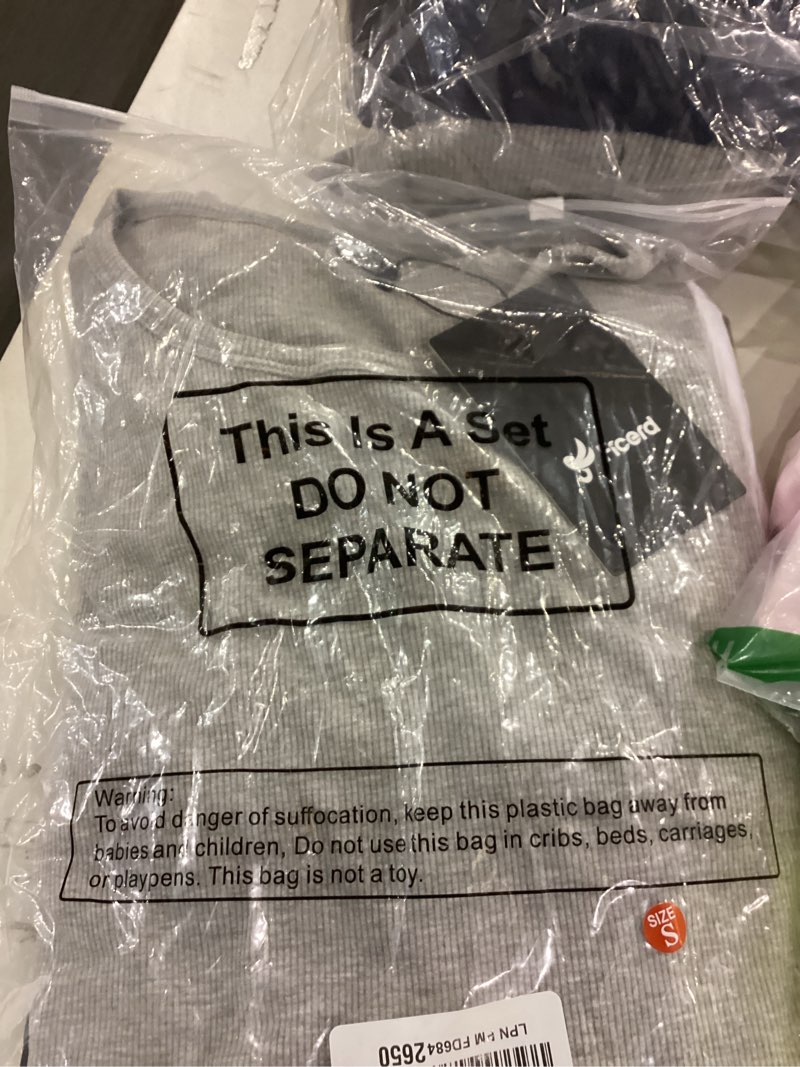 This Is A Set
DO NOT
SEPARATE
ficerd
Warning:
To avoid danger of suffocation, keep this plastic bag away from
babies and children, Do not use this bag in cribs, beds, carriages,
or playpens. This bag is not a toy.
SIZE
S
FD6842650